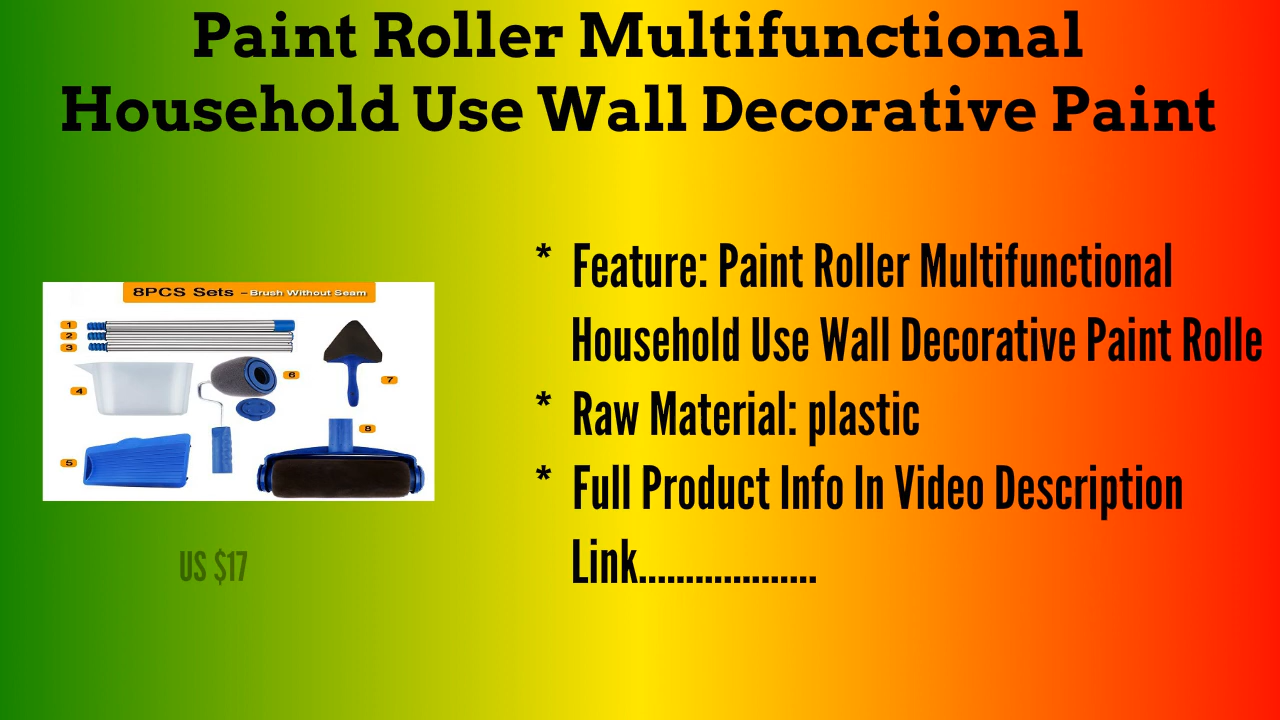 Paint Roller Multifunctional
Household Use Wall Decorative Paint
* Feature: Paint Roller Multifunctional
Household Use Wall Decorative Paint Rolle
* Raw Material: plastic
* Full Product Info In Video Description
Link...................
8PCS Sets – Brush Without Seam
1
2
3
4
5
6
7
8
US $17